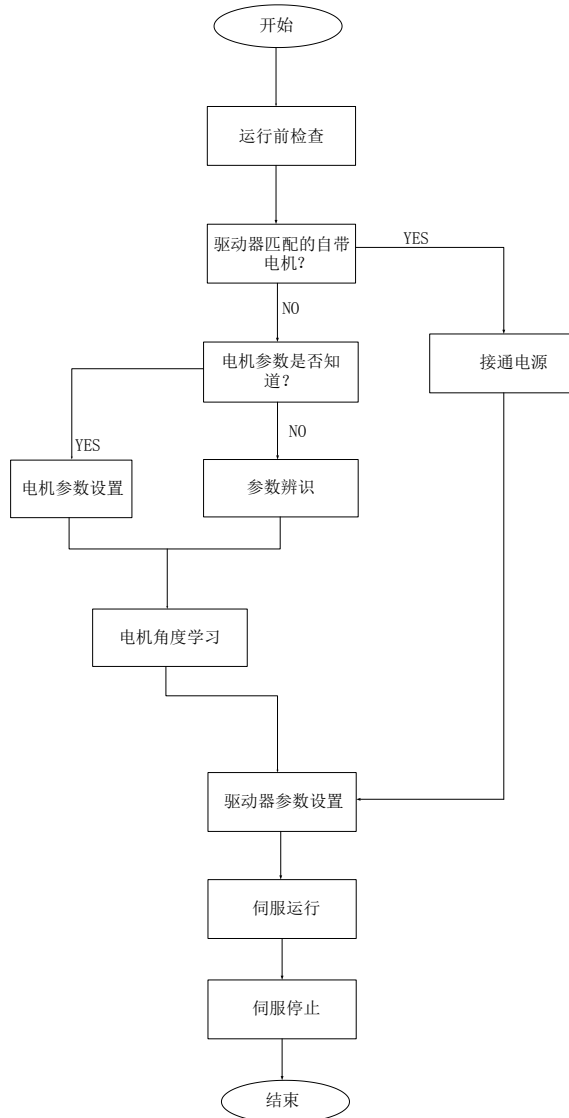 开始
运行前检查
驱动器匹配的自带
电机？
YES
NO
电机参数是否知
道？
接通电源
YES
NO
电机参数设置
参数辨识
电机角度学习
驱动器参数设置
伺服运行
伺服停止
结束